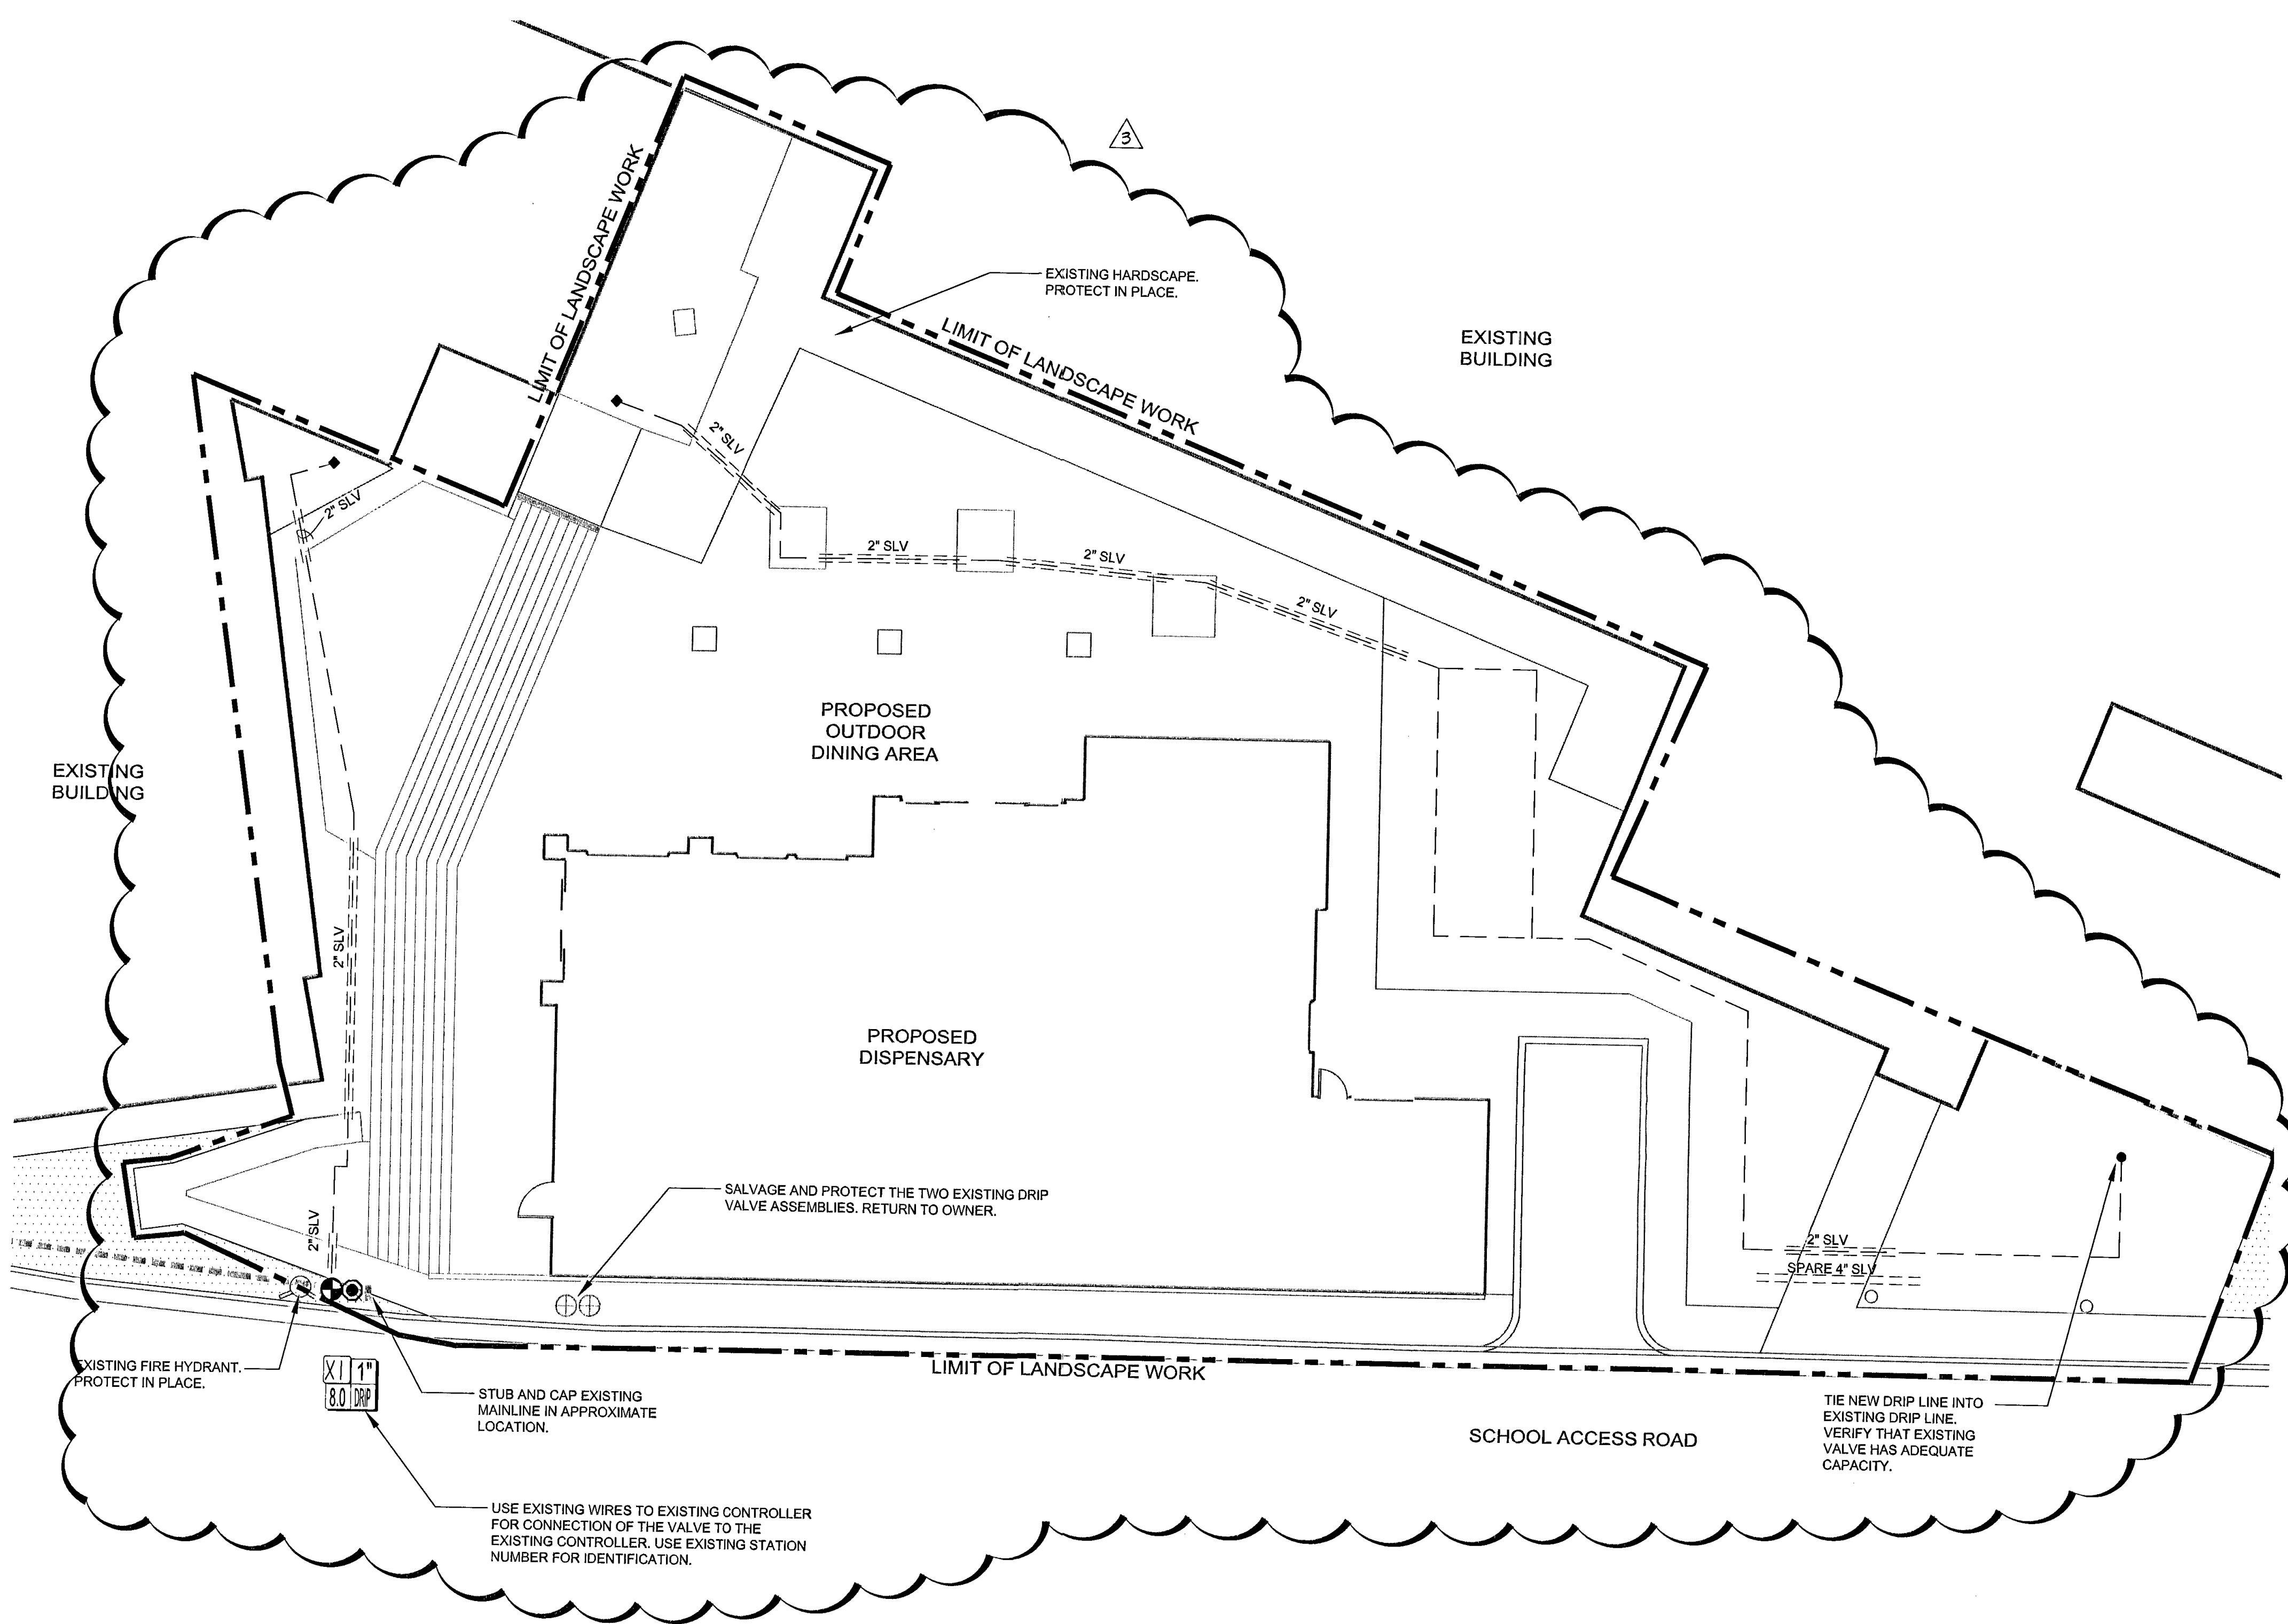 3
LIMIT OF LANDSCAPE WORK
EXISTING HARDSCAPE.
PROTECT IN PLACE.
LIMIT OF LANDSCAPE WORK
EXISTING
BUILDING
2" SLV
2" SLV
2" SLV
2" SLV
2" SLV
PROPOSED
OUTDOOR
DINING AREA
EXISTING
BUILDING
2" SLV
PROPOSED
DISPENSARY
SALVAGE AND PROTECT THE TWO EXISTING DRIP
VALVE ASSEMBLIES. RETURN TO OWNER.
2" SLV
2" SLV
SPARE 4" SLV
EXISTING FIRE HYDRANT.
PROTECT IN PLACE.
X1 1"
8.0 DRIP
STUB AND CAP EXISTING
MAINLINE IN APPROXIMATE
LOCATION.
LIMIT OF LANDSCAPE WORK
SCHOOL ACCESS ROAD
TIE NEW DRIP LINE INTO
EXISTING DRIP LINE.
VERIFY THAT EXISTING
VALVE HAS ADEQUATE
CAPACITY.
USE EXISTING WIRES TO EXISTING CONTROLLER
FOR CONNECTION OF THE VALVE TO THE
EXISTING CONTROLLER. USE EXISTING STATION
NUMBER FOR IDENTIFICATION.